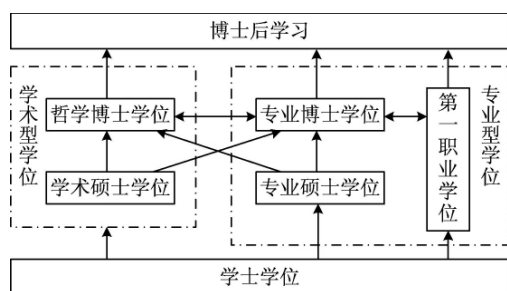 博士后学习
学术型学位
哲学博士学位
专业博士学位
第一职业学位
专业型学位
学术硕士学位
专业硕士学位
学士学位